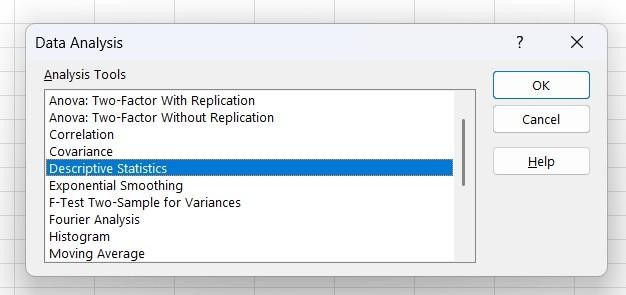 Data Analysis
?
Analysis Tools
Anova: Two-Factor With Replication
Anova: Two-Factor Without Replication
Correlation
Covariance
Descriptive Statistics
Exponential Smoothing
F-Test Two-Sample for Variances
Fourier Analysis
Histogram
Moving Average
OK
Cancel
Help